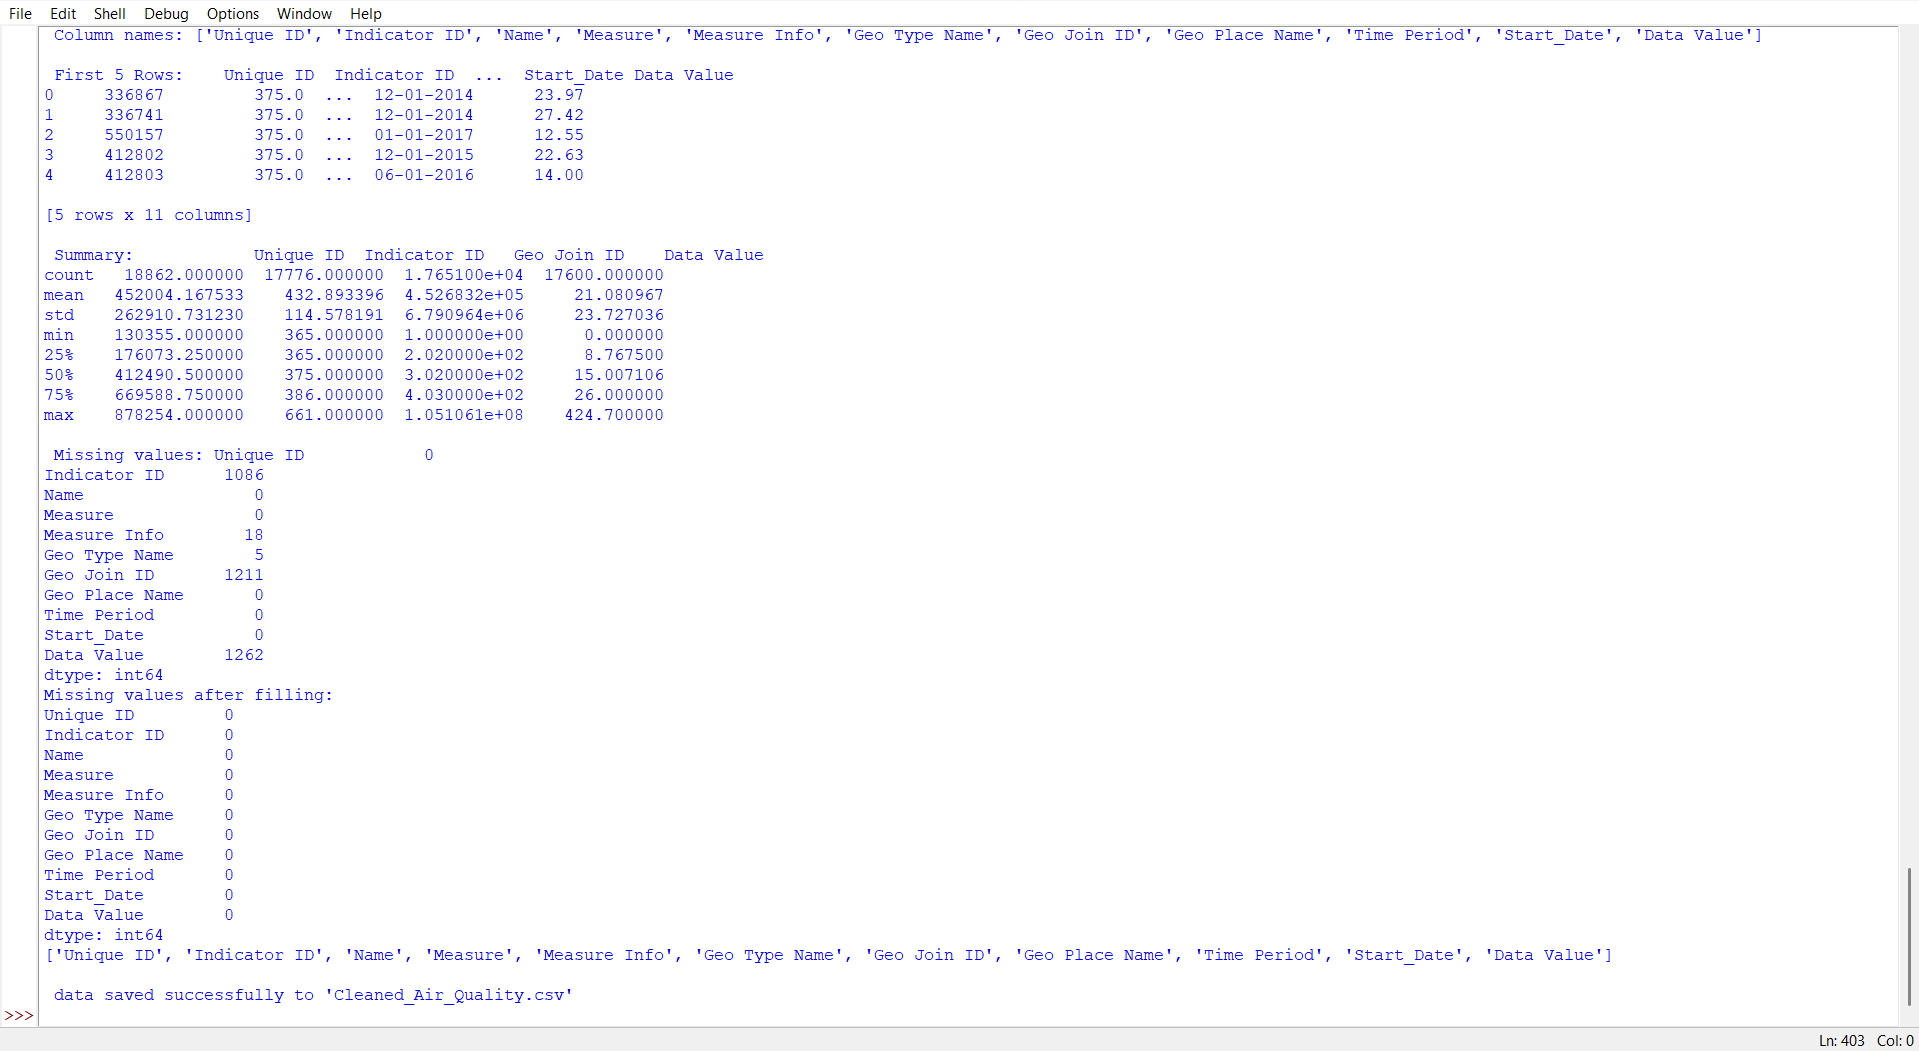 File Edit Shell Debug Options Window Help
Column names: ['Unique ID', 'Indicator ID', 'Name', 'Measure', 'Measure Info', 'Geo Type Name', 'Geo Join ID', 'Geo Place Name', 'Time Period', 'Start_Date', 'Data Value']
First 5 Rows:    Unique ID  Indicator ID  ...  Start_Date Data Value
0     336867         375.0  ...  12-01-2014      23.97
1     336741         375.0  ...  12-01-2014      27.42
2     550157         375.0  ...  01-01-2017      12.55
3     412802         375.0  ...  12-01-2015      22.63
4     412803         375.0  ...  06-01-2016      14.00
[5 rows x 11 columns]
Summary:            Unique ID  Indicator ID   Geo Join ID    Data Value
count   18862.000000  17776.000000  1.765100e+04  17600.000000
mean   452004.167533    432.893396  4.526832e+05     21.080967
std    262910.731230    114.578191  6.790964e+06     23.727036
min    130355.000000    365.000000  1.000000e+00      0.000000
25%    176073.250000    365.000000  2.020000e+02      8.767500
50%    412490.500000    375.000000  3.020000e+02     15.007106
75%    669588.750000    386.000000  4.030000e+02     26.000000
max    878254.000000    661.000000  1.051061e+08    424.700000
Missing values: Unique ID            0
Indicator ID      1086
Name                 0
Measure              0
Measure Info        18
Geo Type Name        5
Geo Join ID       1211
Geo Place Name       0
Time Period          0
Start_Date           0
Data Value        1262
dtype: int64
Missing values after filling:
Unique ID         0
Indicator ID      0
Name              0
Measure           0
Measure Info      0
Geo Type Name     0
Geo Join ID       0
Geo Place Name    0
Time Period       0
Start_Date        0
Data Value        0
dtype: int64
['Unique ID', 'Indicator ID', 'Name', 'Measure', 'Measure Info', 'Geo Type Name', 'Geo Join ID', 'Geo Place Name', 'Time Period', 'Start_Date', 'Data Value']
data saved successfully to 'Cleaned_Air_Quality.csv'
>>>
Ln: 403 Col: 0